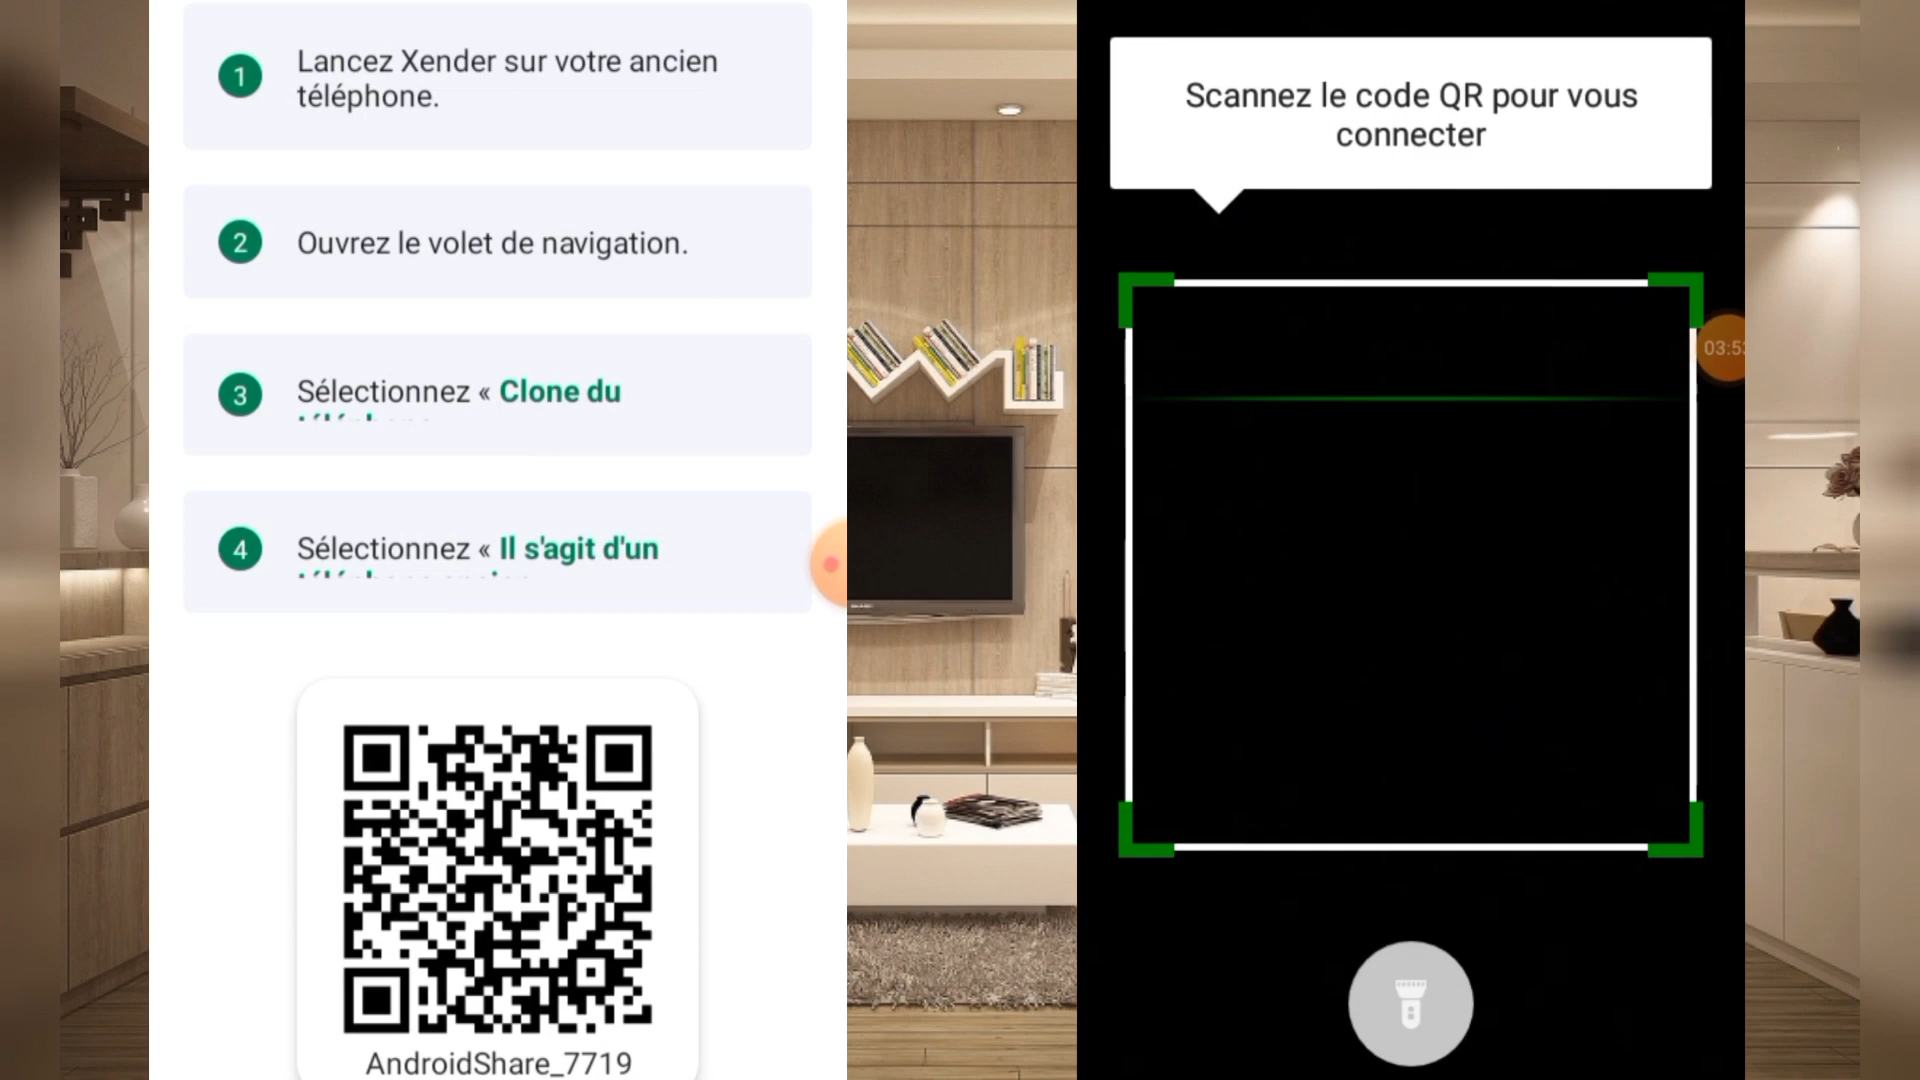 1
Lancez Xender sur votre ancien
téléphone.
2
Ouvrez le volet de navigation.
3
Sélectionnez « Clone du
4
Sélectionnez « Il s'agit d'un
AndroidShare_7719
Scannez le code QR pour vous
connecter